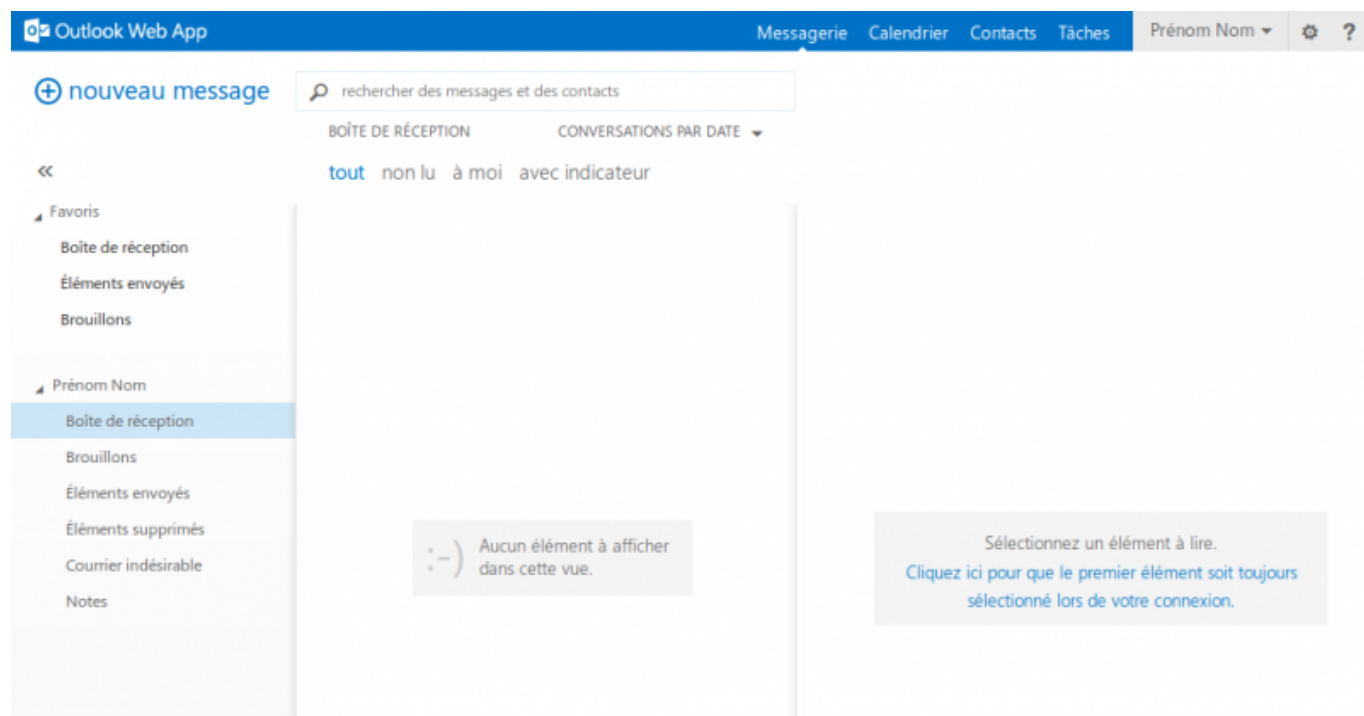 Outlook Web App
Messagerie Calendrier Contacts Tâches Prénom Nom ?
nouveau message
rechercher des messages et des contacts
BOÎTE DE RÉCEPTION CONVERSATIONS PAR DATE
tout non lu à moi avec indicateur
Favoris
Boîte de réception
Éléments envoyés
Brouillons
Prénom Nom
Boîte de réception
Brouillons
Éléments envoyés
Éléments supprimés
Courrier indésirable
Notes
:-)
Aucun élément à afficher
dans cette vue.
Sélectionnez un élément à lire.
Cliquez ici pour que le premier élément soit toujours
sélectionné lors de votre connexion.